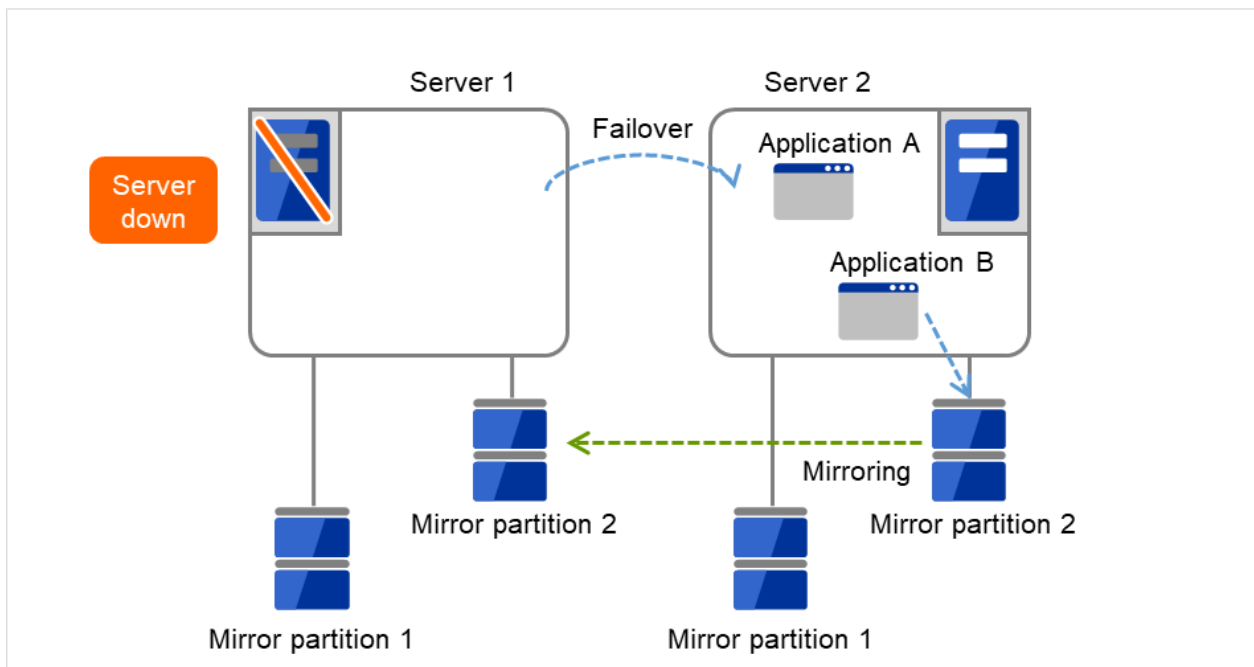 Server 1
Server 2
Failover
Application A
Server
down
Application B
Mirroring
Mirror partition 2
Mirror partition 2
Mirror partition 1
Mirror partition 1